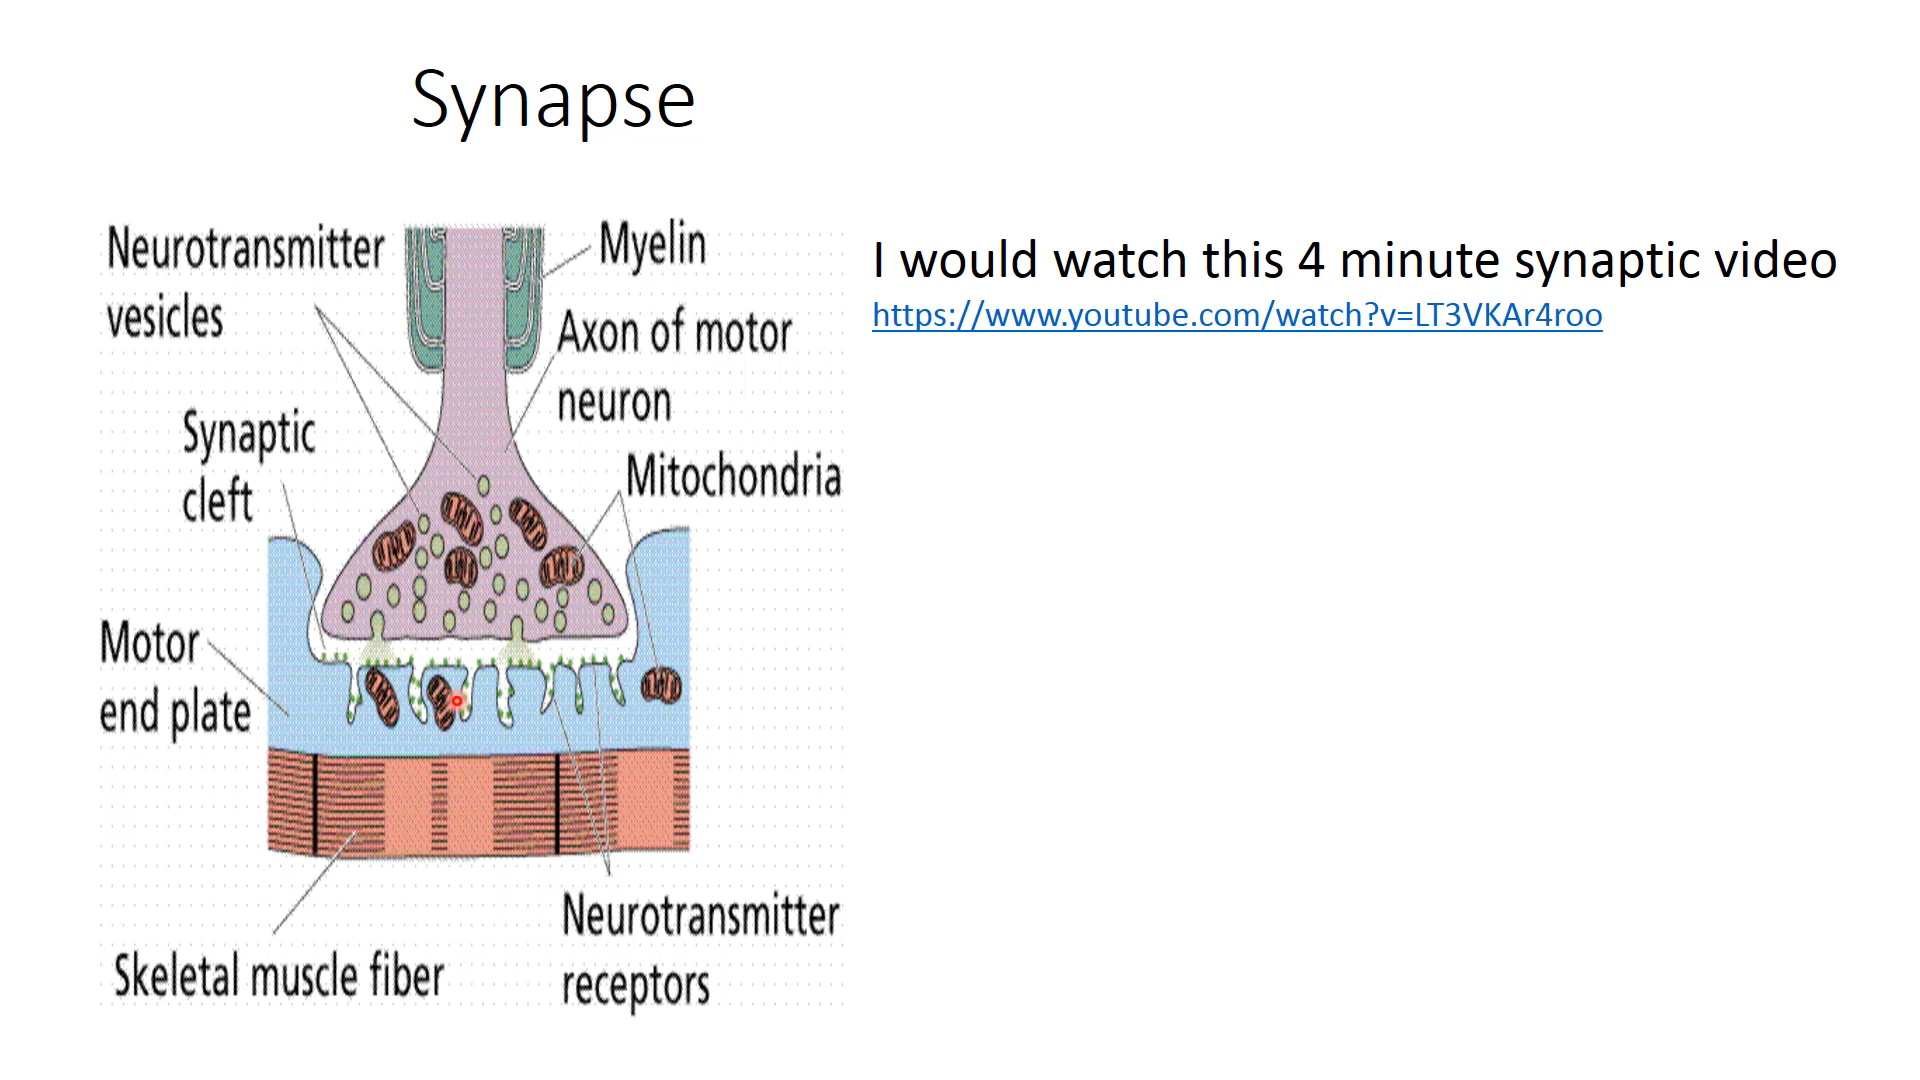 Synapse
Neurotransmitter
vesicles
Myelin
Axon of motor
neuron
Synaptic
cleft
Mitochondria
Motor
end plate
Skeletal muscle fiber
Neurotransmitter
receptors
I would watch this 4 minute synaptic video
https://www.youtube.com/watch?v=LT3VKAr4roo